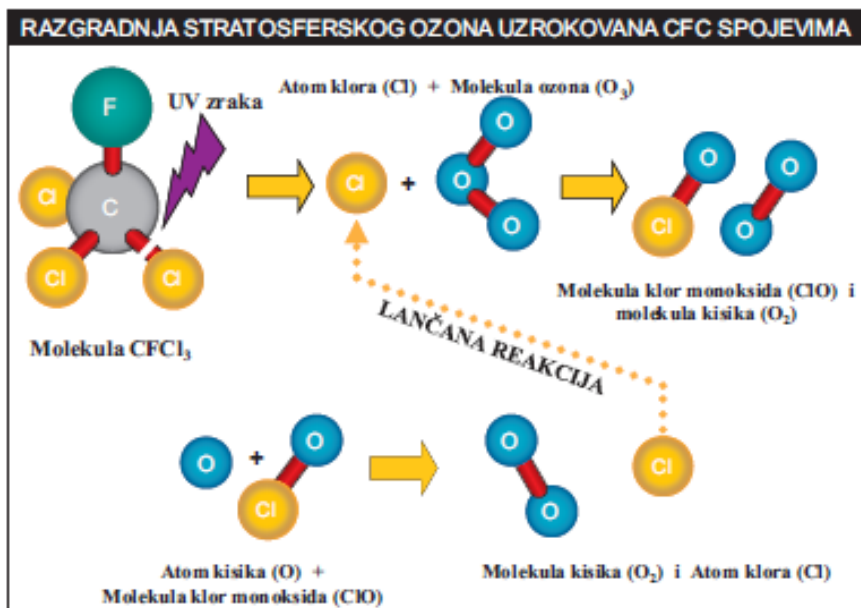 RAZGRADNJA STRATOSFERSKOG OZONA UZROKOVANA CFC SPOJEVIMA
Atom klora (Cl) + Molekula ozona (O₃)
UV zraka
F
Cl
C
Cl
Cl
Molekula CFCl₃
Cl
+
O
O
O
O
Cl
O
O
Molekula klor monoksida (ClO) i
molekula kisika (O₂)
LANČANA REAKCIJA
O
+
O
Cl
O
O
Cl
Atom kisika (O) +
Molekula klor monoksida (ClO)
Molekula kisika (O₂) i Atom klora (Cl)